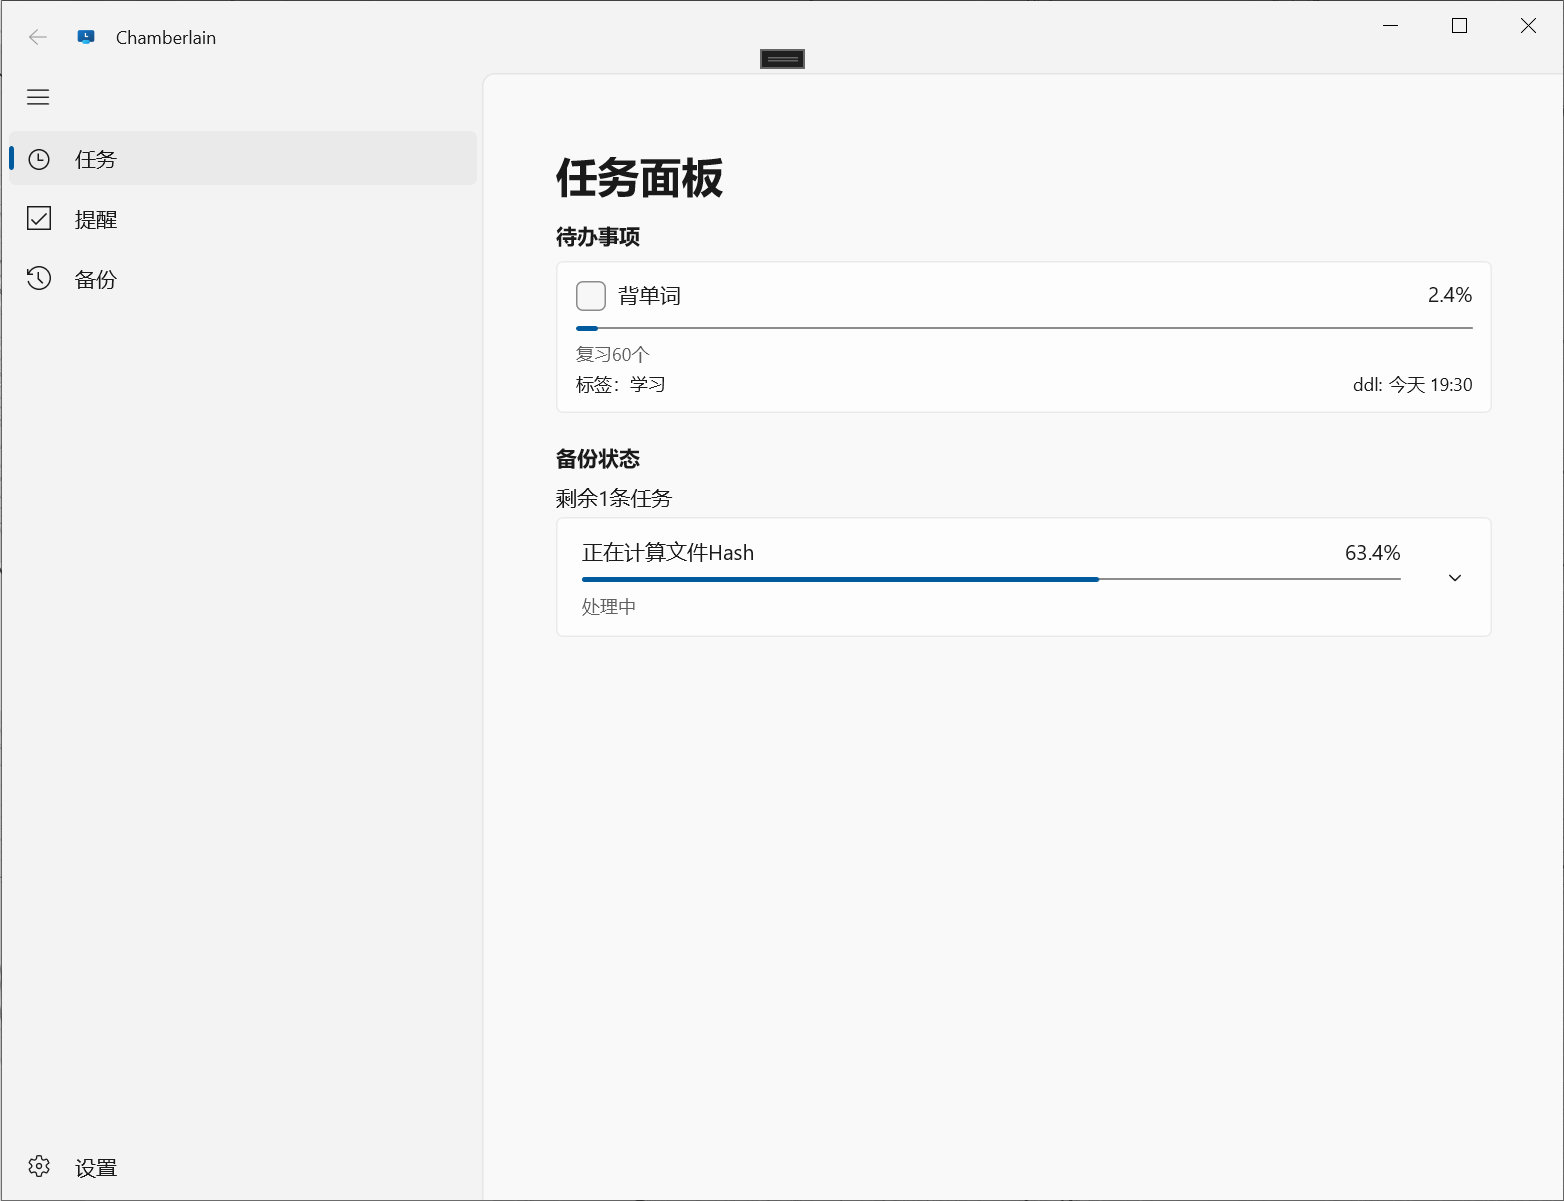 Chamberlain
任务
提醒
备份
任务面板
待办事项
背单词 2.4%
复习60个
标签：学习 ddl: 今天 19:30
备份状态
剩余1条任务
正在计算文件Hash 63.4%
处理中
设置